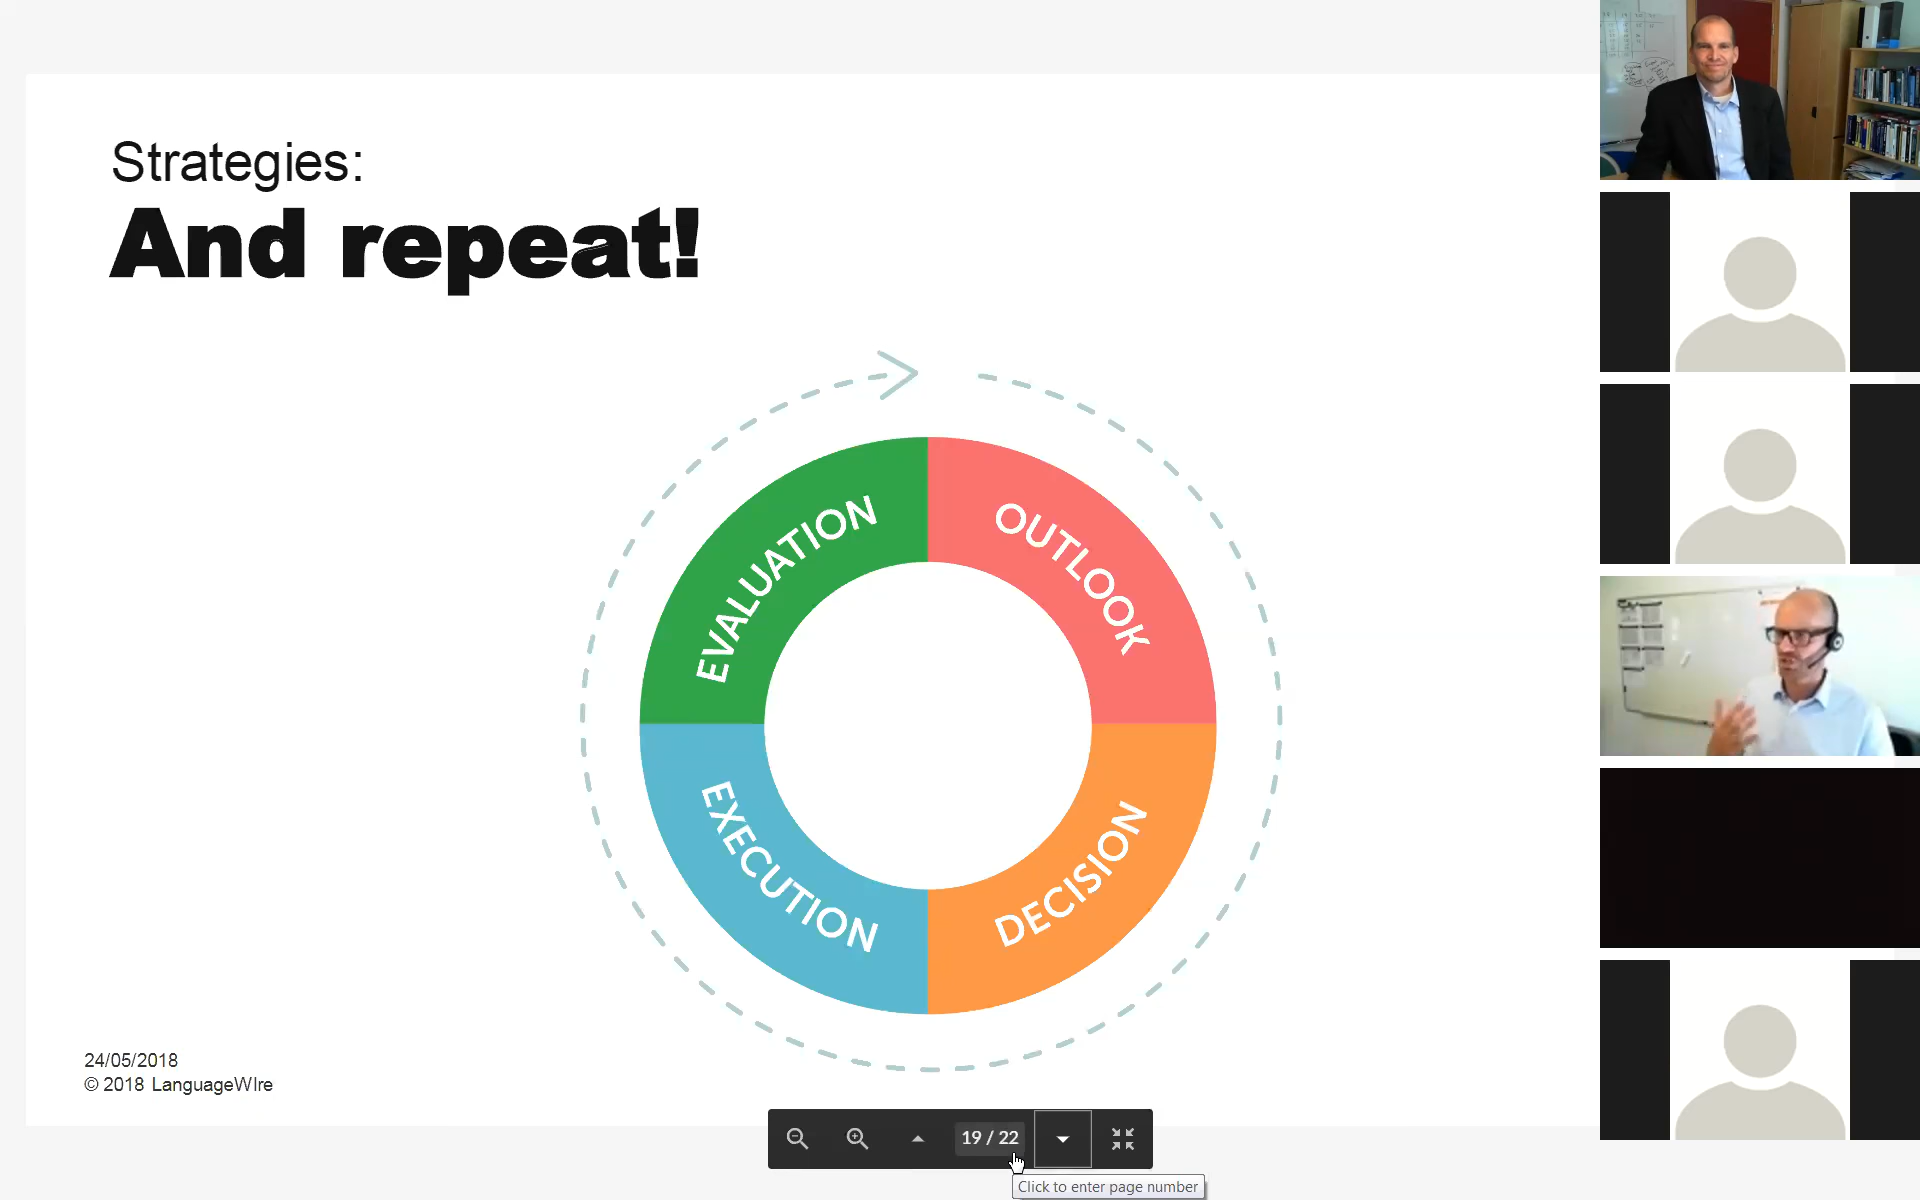 Strategies:
And repeat!
EVALUATION
OUTLOOK
EXECUTION
DECISION
24/05/2018
© 2018 LanguageWIre
19 / 22
Click to enter page number